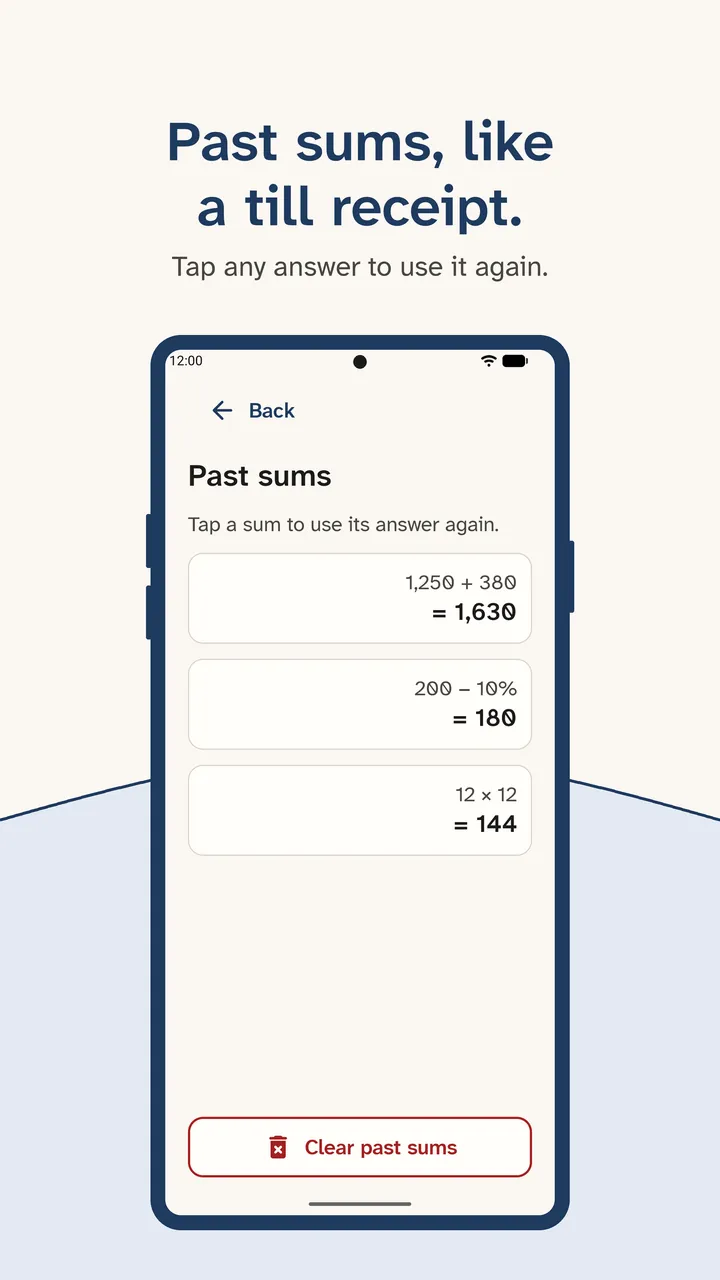 Past sums, like
a till receipt.
Tap any answer to use it again.
12:00
Back
Past sums
Tap a sum to use its answer again.
1,250 + 380
= 1,630
200 − 10%
= 180
12 × 12
= 144
Clear past sums